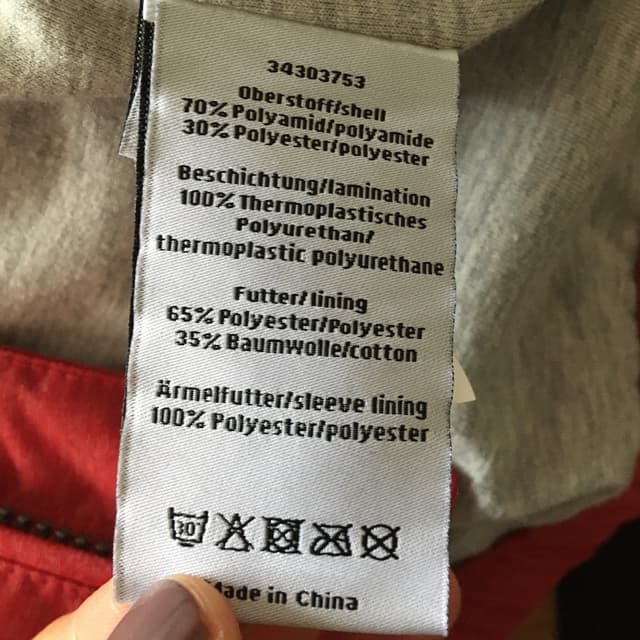 34303753
Oberstoff/shell
70% Polyamid/polyamide
30% Polyester/polyester
Beschichtung/lamination
100% Thermoplastisches
Polyurethan/
thermoplastic polyurethane
Futter/lining
65% Polyester/Polyester
35% Baumwolle/cotton
Ärmelfutter/sleeve lining
100% Polyester/polyester
30
Made in China